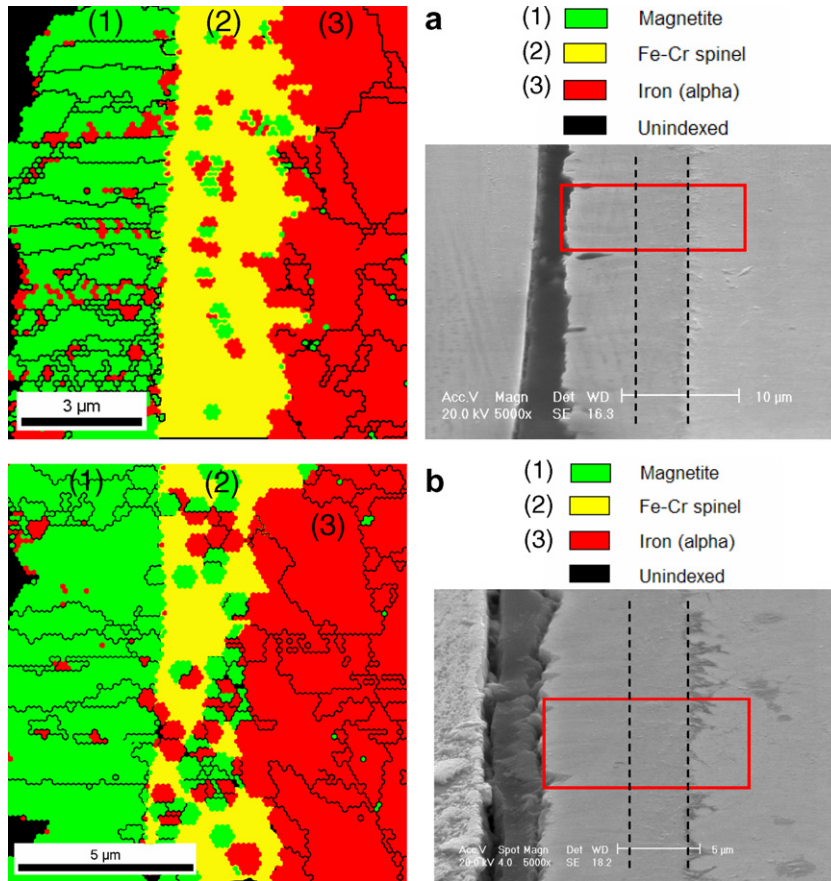 (1) (2) (3)
3 µm
a
(1) Magnetite
(2) Fe-Cr spinel
(3) Iron (alpha)
Unindexed
Acc.V Magn Det WD 10 µm
20.0 kV 5000x SE 16.3
(1) (2) (3)
5 µm
b
(1) Magnetite
(2) Fe-Cr spinel
(3) Iron (alpha)
Unindexed
Acc.V Spot Magn Det WD 5 µm
20.0 kV 4.0 5000x SE 18.2